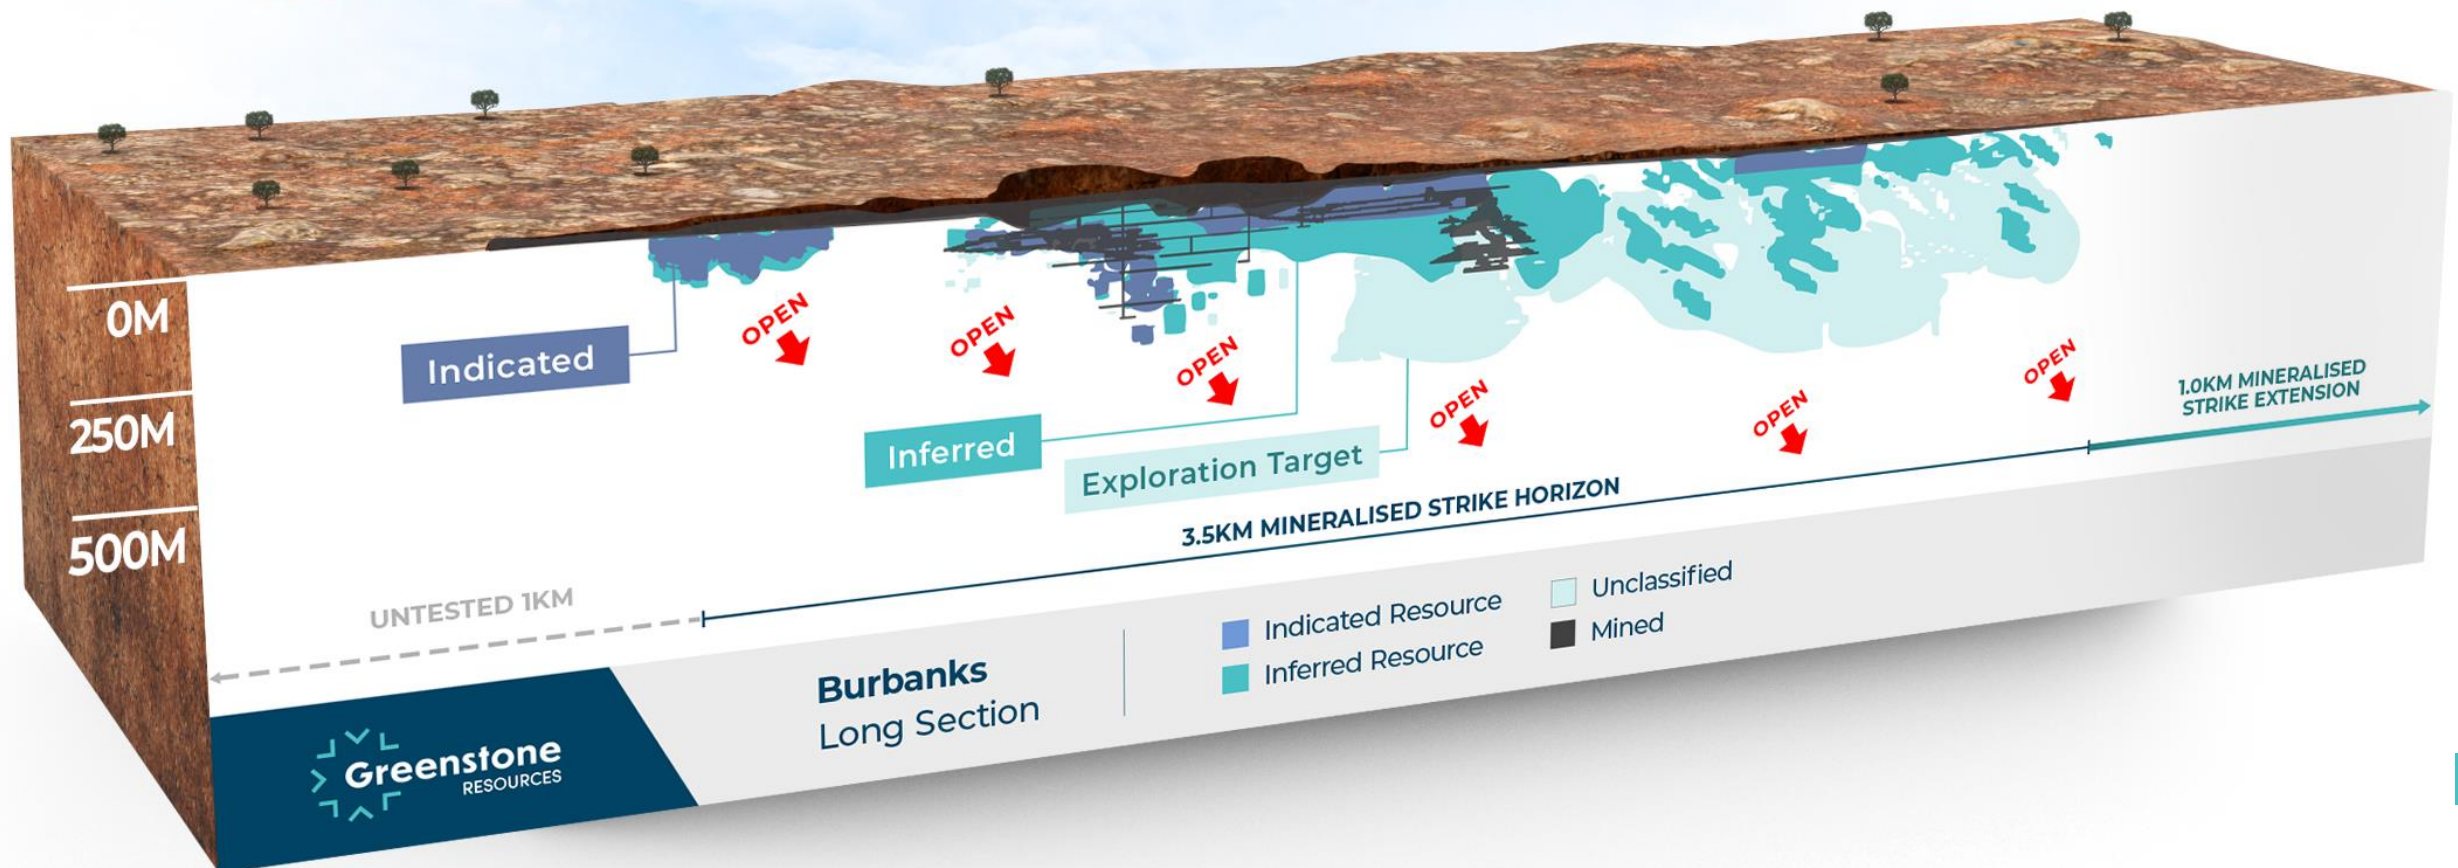 0M
250M
500M
Indicated
OPEN
OPEN
OPEN
OPEN
OPEN
OPEN
Inferred
Exploration Target
1.0KM MINERALISED
STRIKE EXTENSION
3.5KM MINERALISED STRIKE HORIZON
UNTESTED 1KM
Burbanks
Long Section
Indicated Resource
Inferred Resource
Unclassified
Mined
Greenstone
RESOURCES